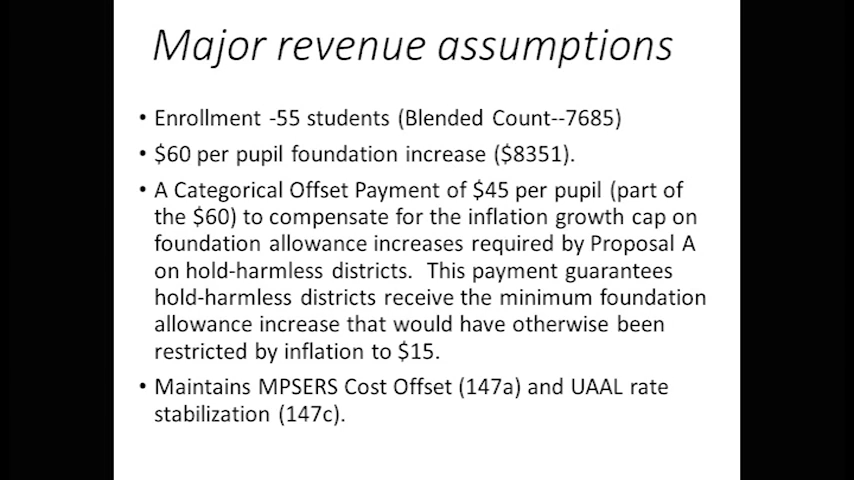 Major revenue assumptions
• Enrollment -55 students (Blended Count--7685)
• $60 per pupil foundation increase ($8351).
• A Categorical Offset Payment of $45 per pupil (part of
the $60) to compensate for the inflation growth cap on
foundation allowance increases required by Proposal A
on hold-harmless districts.  This payment guarantees
hold-harmless districts receive the minimum foundation
allowance increase that would have otherwise been
restricted by inflation to $15.
• Maintains MPSERS Cost Offset (147a) and UAAL rate
stabilization (147c).